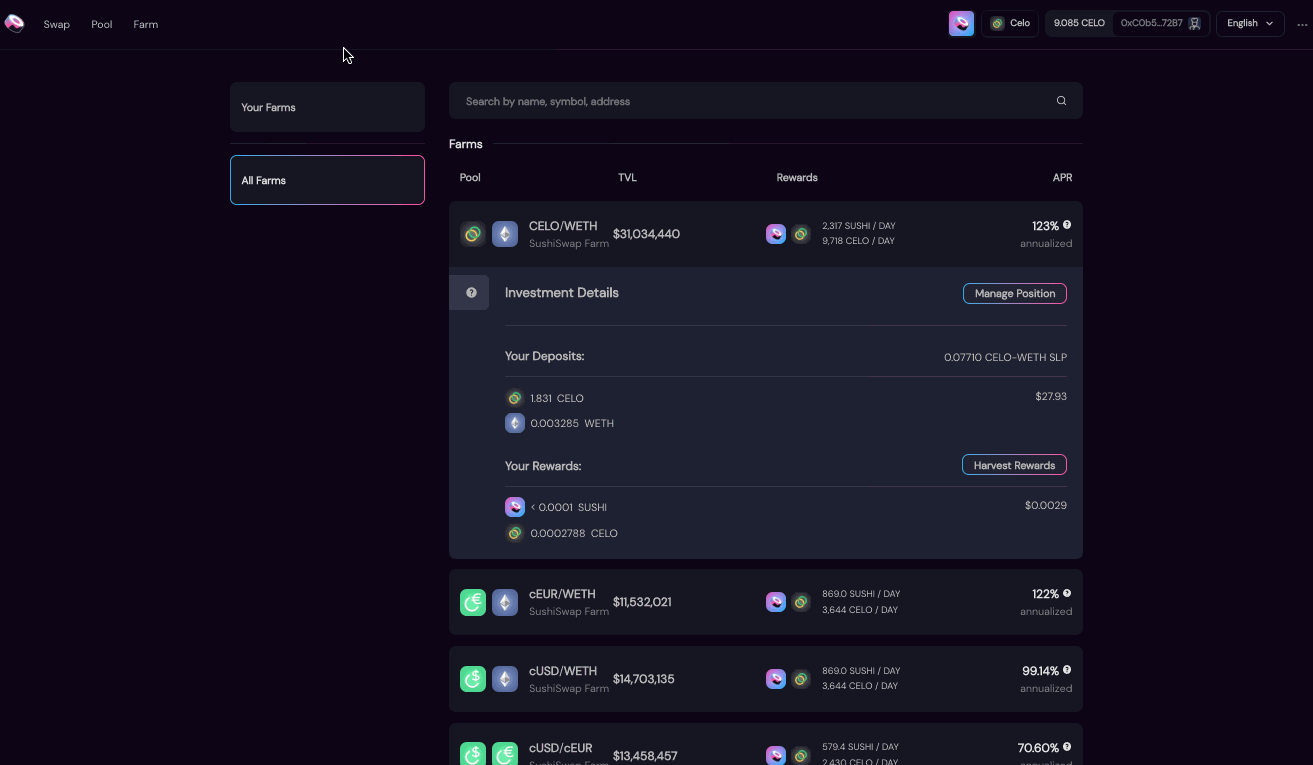 Swap Pool Farm Celo 9.085 CELO 0xC0b5...72B7 English ...
Your Farms
All Farms
Search by name, symbol, address
Farms
Pool TVL Rewards APR
CELO/WETH
SushiSwap Farm
$31,034,440
2,317 SUSHI / DAY
9,718 CELO / DAY
123%
annualized
Investment Details
Manage Position
Your Deposits:
0.07710 CELO-WETH SLP
1.831 CELO
$27.93
0.003285 WETH
Your Rewards:
Harvest Rewards
< 0.0001 SUSHI
$0.0029
0.0002788 CELO
cEUR/WETH
SushiSwap Farm
$11,532,021
869.0 SUSHI / DAY
3,644 CELO / DAY
122%
annualized
cUSD/WETH
SushiSwap Farm
$14,703,135
869.0 SUSHI / DAY
3,644 CELO / DAY
99.14%
annualized
cUSD/cEUR
SushiSwap Farm
$13,458,457
579.4 SUSHI / DAY
2,430 CELO / DAY
70.60%
annualized